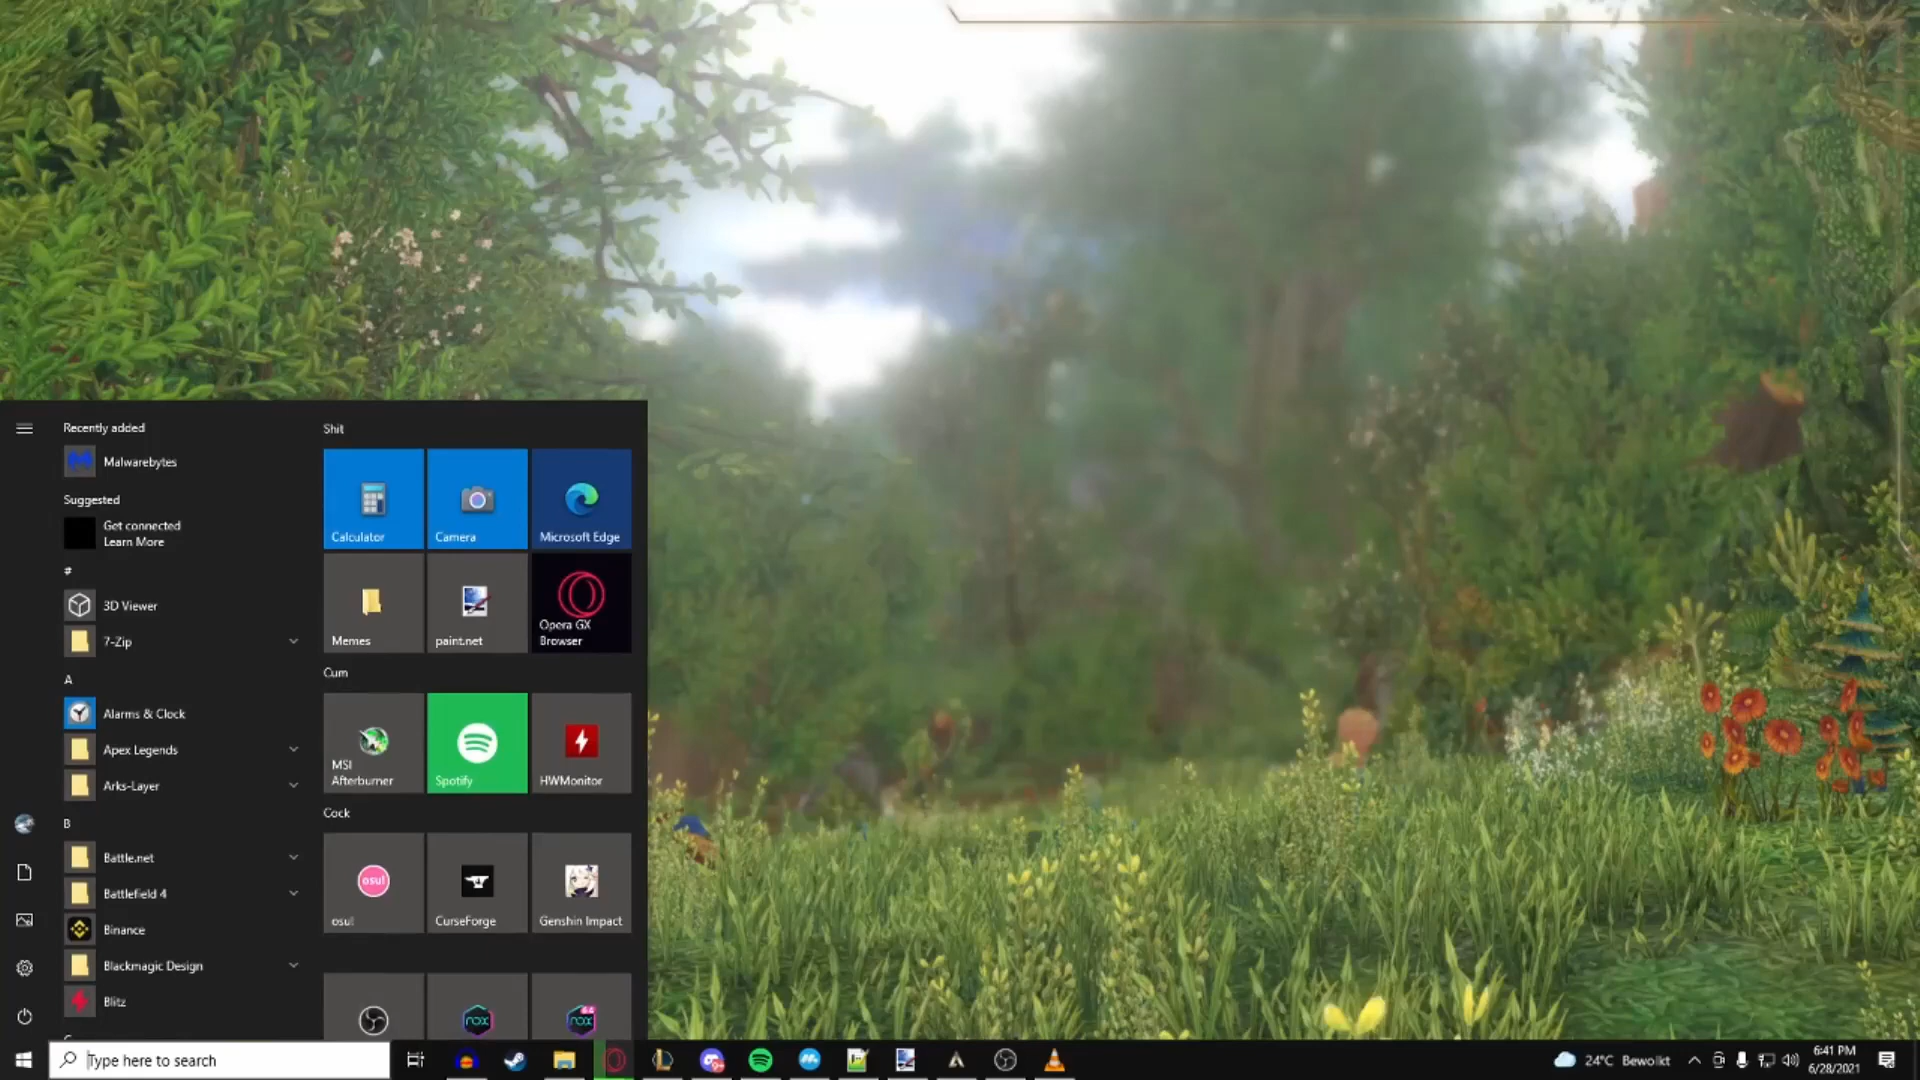 Recently added
Malwarebytes
Suggested
Get connected
Learn More
#
3D Viewer
7-Zip
A
Alarms & Clock
Apex Legends
Arks-Layer
B
Battle.net
Battlefield 4
Binance
Blackmagic Design
Blitz
Shit
Calculator
Camera
Microsoft Edge
Memes
paint.net
Opera GX
Browser
Cum
MSI
Afterburner
Spotify
HWMonitor
Cock
osu!
osu!
CurseForge
Genshin Impact
rox
rox
Type here to search
24°C Bewolkt
6:41 PM
6/28/2021